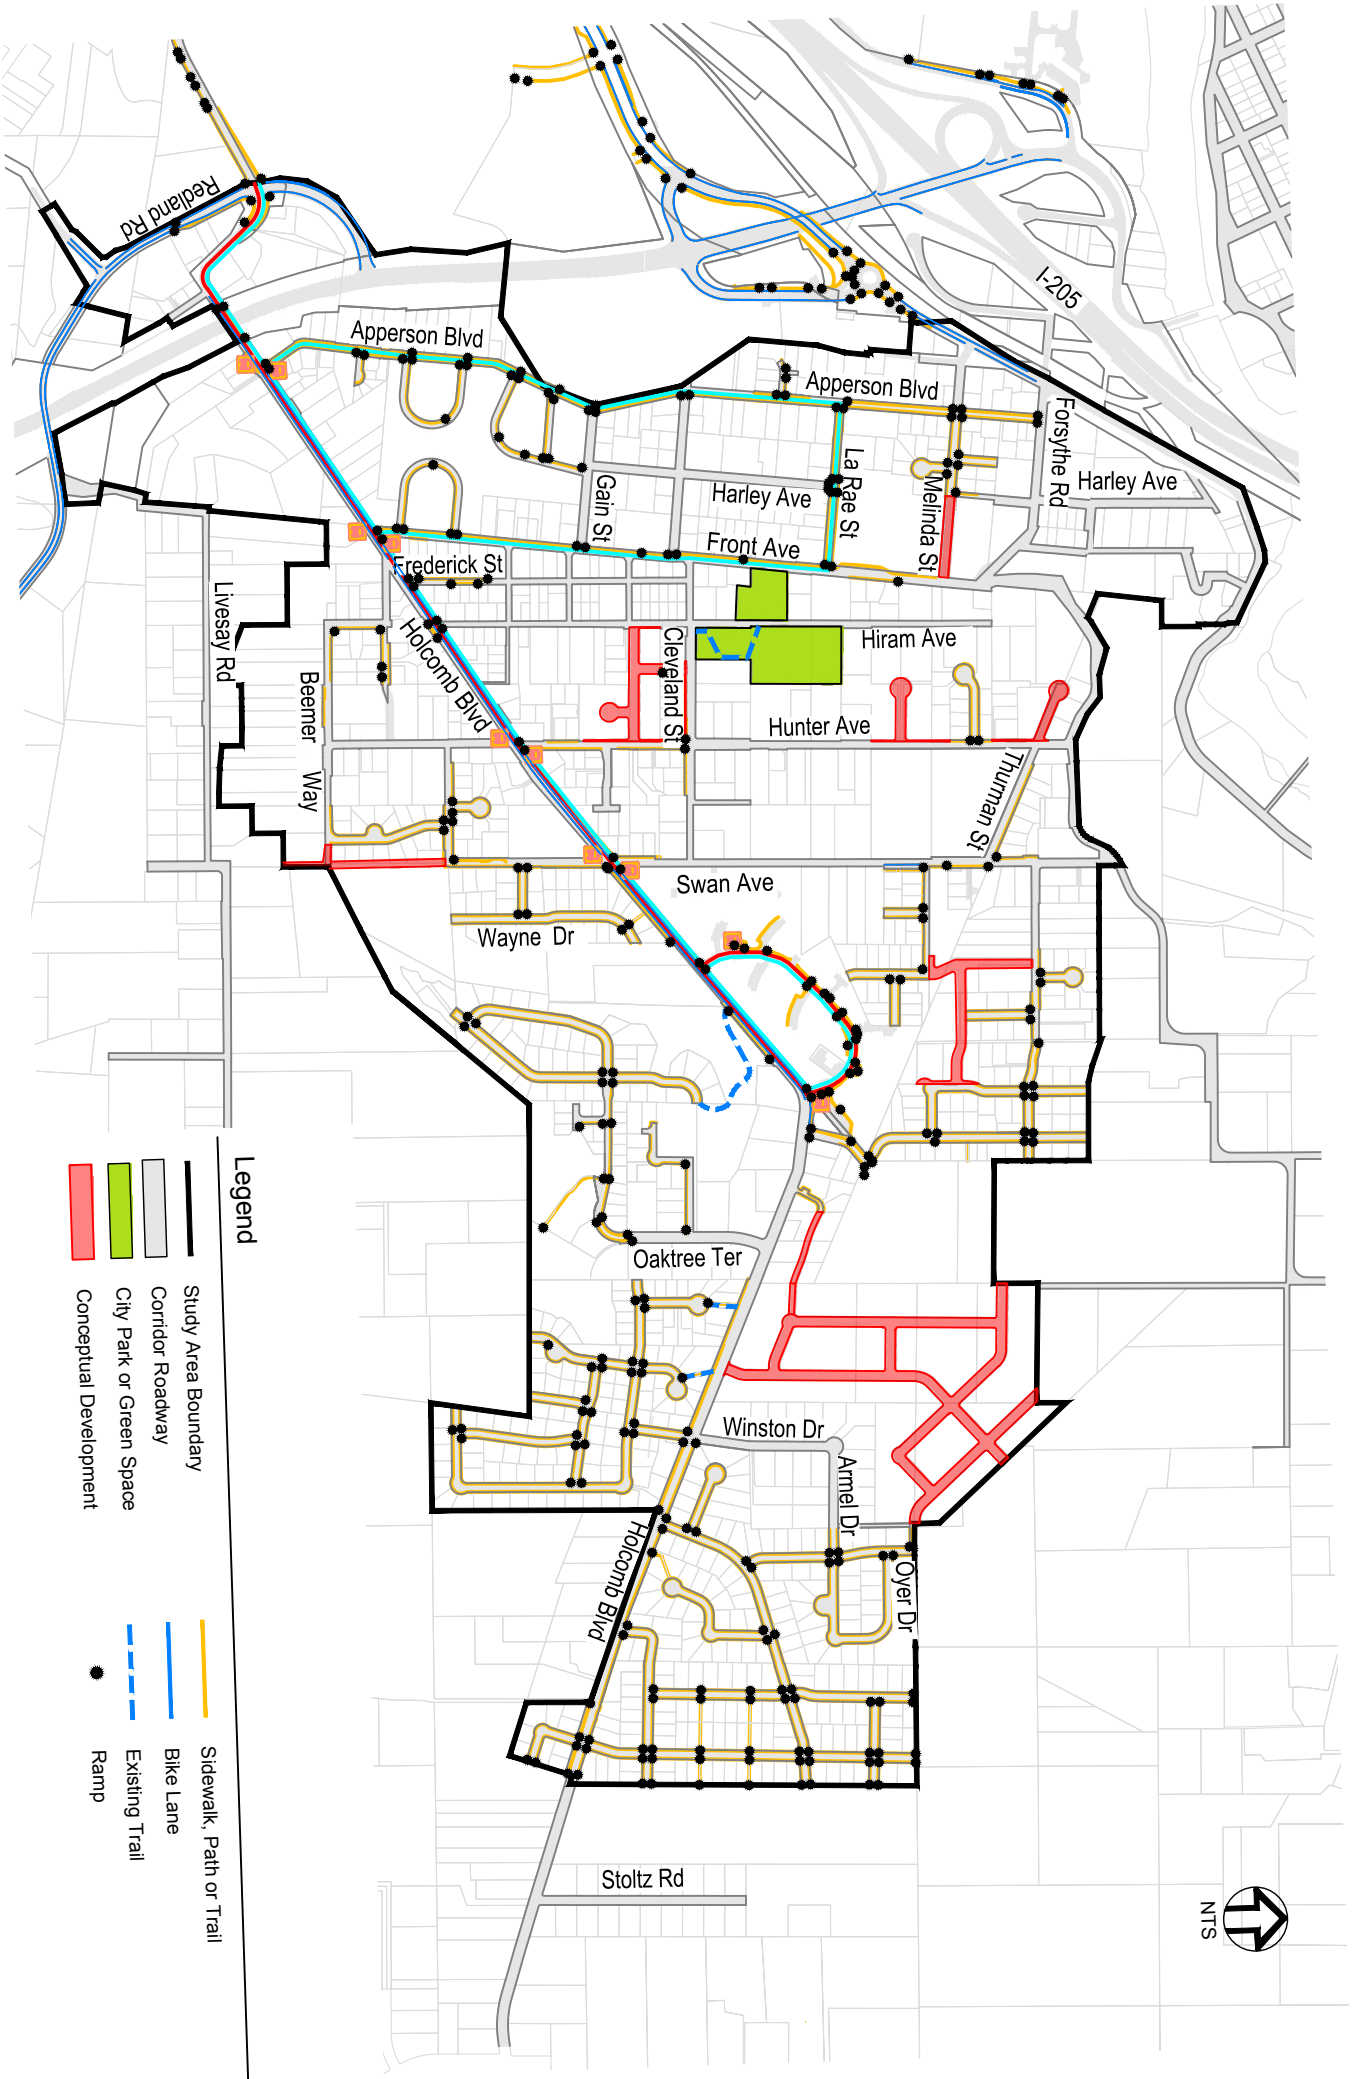 I-205
Redland Rd
Apperson Blvd
Apperson Blvd
Forsythe Rd
Harley Ave
La Rae St
Melinda St
Gain St
Harley Ave
Front Ave
Frederick St
Livesay Rd
Holcomb Blvd
Cleveland St
Hiram Ave
Beemer Way
Hunter Ave
Thurman St
Swan Ave
Wayne Dr
Oaktree Ter
Winston Dr
Armel Dr
Oyer Dr
Holcomb Blvd
Stoltz Rd
NTS
Legend
Study Area Boundary
Corridor Roadway
City Park or Green Space
Conceptual Development
Sidewalk, Path or Trail
Bike Lane
Existing Trail
Ramp